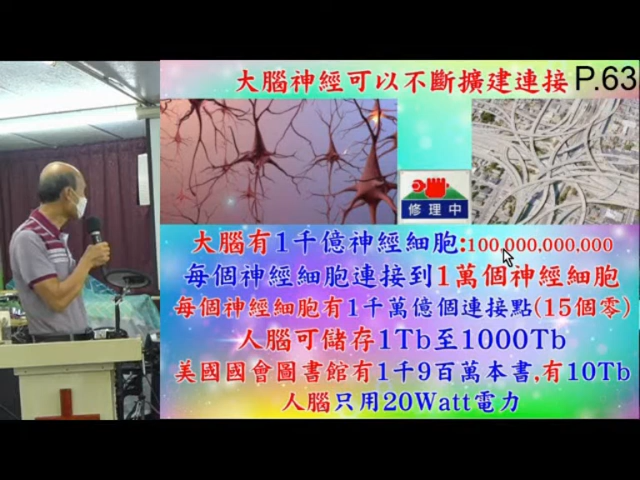 大腦神經可以不斷擴建連接 P.63
修理中
大腦有1千億神經細胞:100,000,000,000
每個神經細胞連接到1萬個神經細胞
每個神經細胞有1千萬億個連接點(15個零)
人腦可儲存1Tb至1000Tb
美國國會圖書館有1千9百萬本書,有10Tb
人腦只用20Watt電力